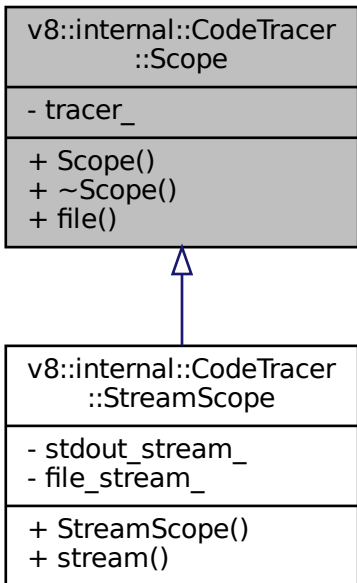 v8::internal::CodeTracer
::Scope
- tracer_
+ Scope()
+ ~Scope()
+ file()
v8::internal::CodeTracer
::StreamScope
- stdout_stream_
- file_stream_
+ StreamScope()
+ stream()